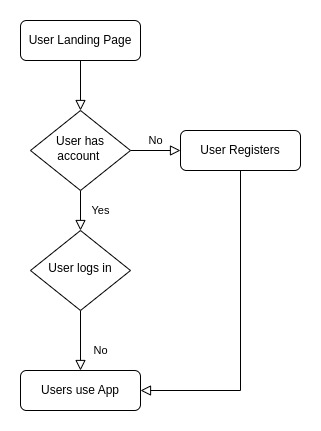 User Landing Page
User has
account
No
User Registers
Yes
User logs in
No
Users use App